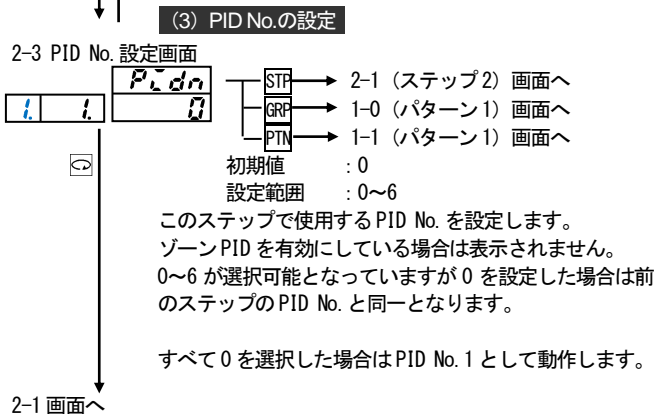 （3）PID No.の設定
2-3 PID No.設定画面
Pidn
STP 2-1（ステップ2）画面へ
1. 1. 0
GRP 1-0（パターン1）画面へ
PTN 1-1（パターン1）画面へ
初期値 : 0
設定範囲 : 0～6
このステップで使用するPID No.を設定します。
ゾーンPIDを有効にしている場合は表示されません。
0～6が選択可能となっていますが0を設定した場合は前
のステップのPID No.と同一となります。
すべて0を選択した場合はPID No.1として動作します。
2-1画面へ